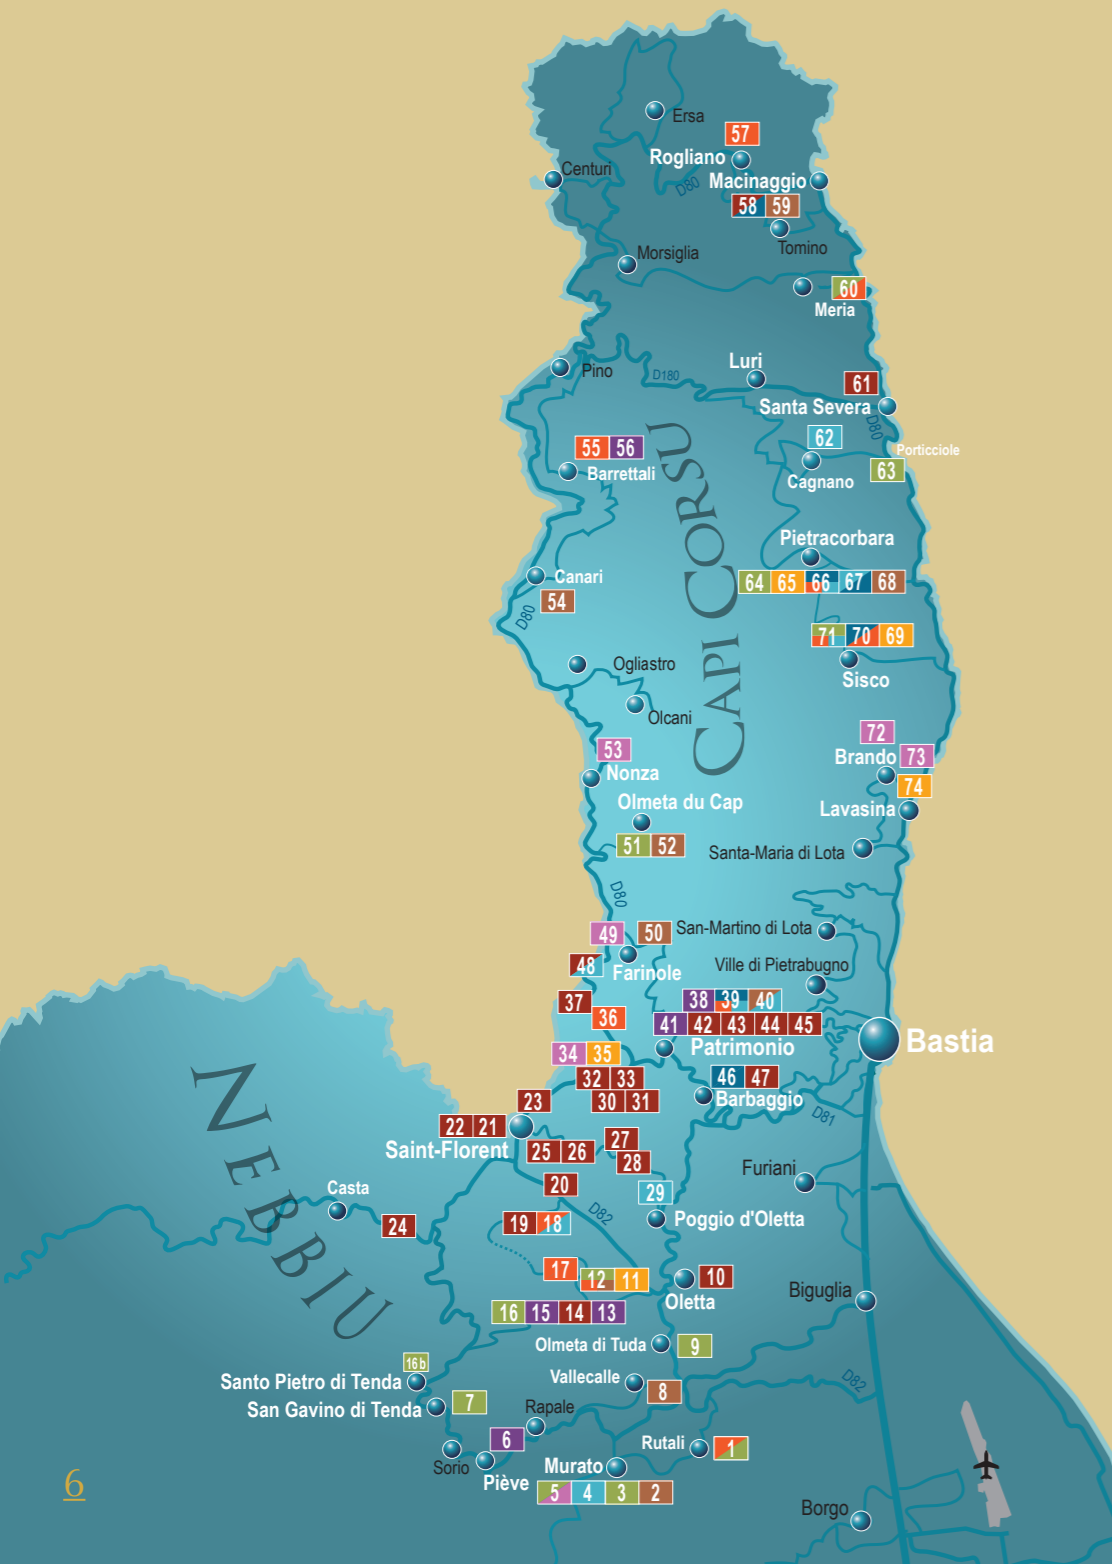 Ersa
57
Rogliano
Centuri
D80
Macinaggio
58 59
Tomino
Morsiglia
60
Meria
Luri
Pino
D180
61
Santa Severa
D80
62
55 56
Porticciole
Barrettali
Cagnano
63
CAPI CORSU
Pietracorbara
Canari
64 65 66 67 68
54
D80
71 70 69
Ogliastro
Sisco
Olcani
72
53
Brando 73
Nonza
74
Olmeta du Cap
Lavasina
51 52
Santa-Maria di Lota
D80
49 50
San-Martino di Lota
48
Farinole
Ville di Pietrabugno
37
38 39 40
36
41 42 43 44 45
Bastia
Patrimonio
34 35
32 33
46 47
23
30 31
Barbaggio
22 21
D81
Saint-Florent
27
25 26
28
NEBBIU
Furiani
20
29
Casta
24
19 18
D82
Poggio d'Oletta
17
12 11
10
Oletta
Biguglia
16 15 14 13
Olmeta di Tuda
9
16b
Santo Pietro di Tenda
Vallecalle
8
D82
San Gavino di Tenda
7
Rapale
6
Rutali
1
Sorio
Piève
Murato
5 4 3 2
6
Borgo